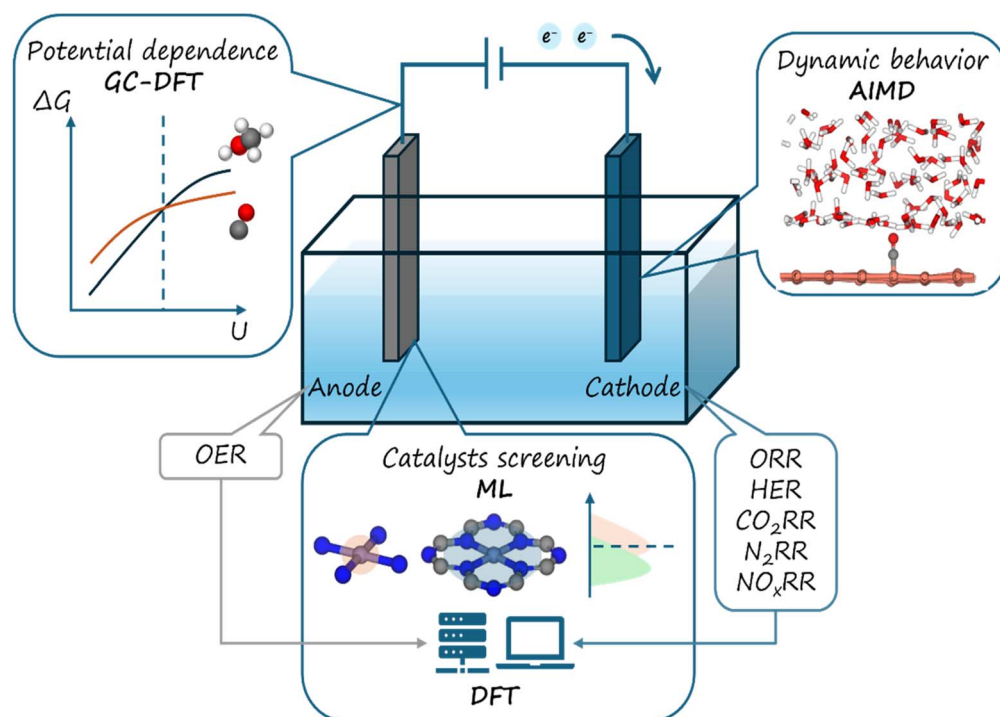 Potential dependence
GC-DFT
ΔG
U
e⁻ e⁻
Dynamic behavior
AIMD
Anode
Cathode
OER
Catalysts screening
ML
DFT
ORR
HER
CO₂RR
N₂RR
NOₓRR